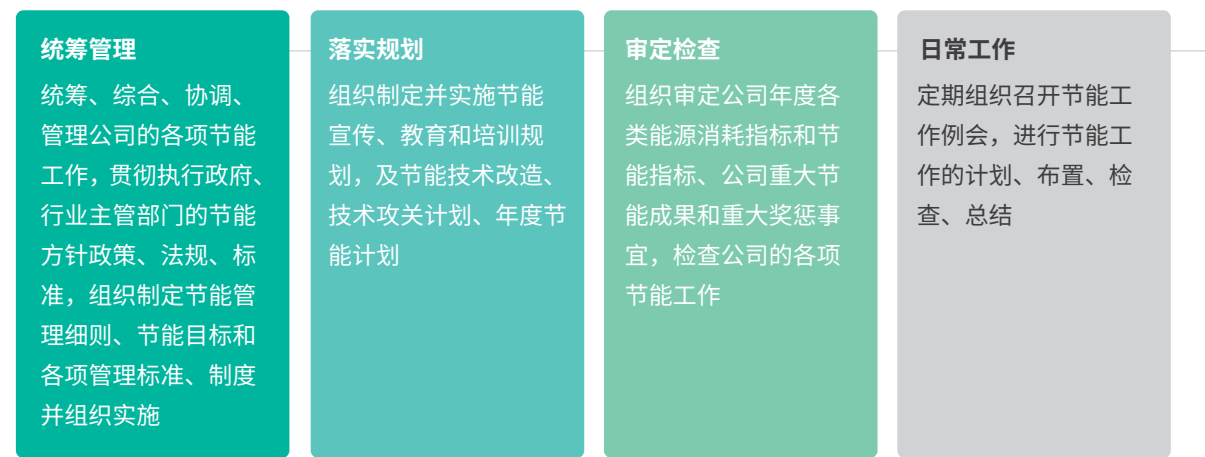 统筹管理
统筹、综合、协调、
管理公司的各项节能
工作，贯彻执行政府、
行业主管部门的节能
方针政策、法规、标
准，组织制定节能管
理细则、节能目标和
各项管理标准、制度
并组织实施
落实规划
组织制定并实施节能
宣传、教育和培训规
划，及节能技术改造、
技术攻关计划、年度节
能计划
审定检查
组织审定公司年度各
类能源消耗指标和节
能指标、公司重大节
能成果和重大奖惩事
宜，检查公司的各项
节能工作
日常工作
定期组织召开节能工
作例会，进行节能工
作的计划、布置、检
查、总结